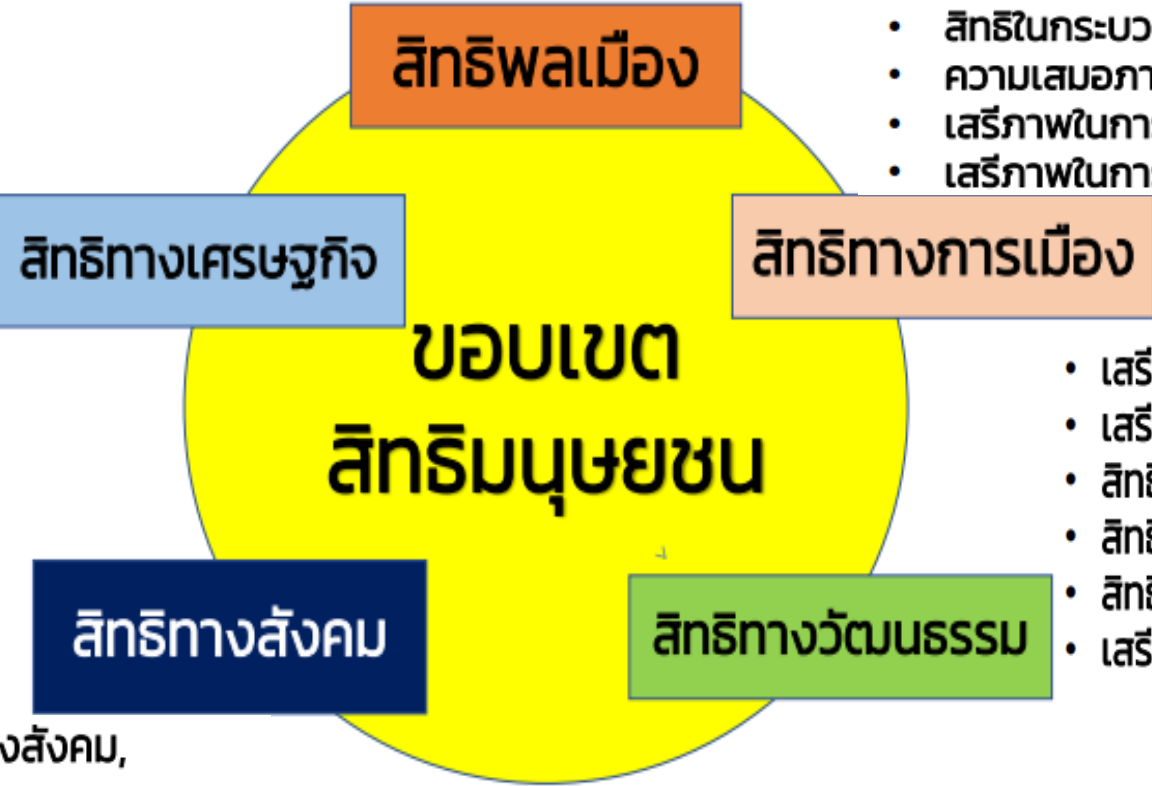 สิทธิพลเมือง
• สิทธิในกระบว
• ความเสมอภา
• เสรีภาพในกา
• เสรีภาพในกา
สิทธิทางเศรษฐกิจ
สิทธิทางการเมือง
ขอบเขต
สิทธิมนุษยชน
• เสรี
• เสรี
• สิทธิ
• สิทธิ
• สิทธิ
• เสรี
สิทธิทางสังคม
สิทธิทางวัฒนธรรม
งสังคม,